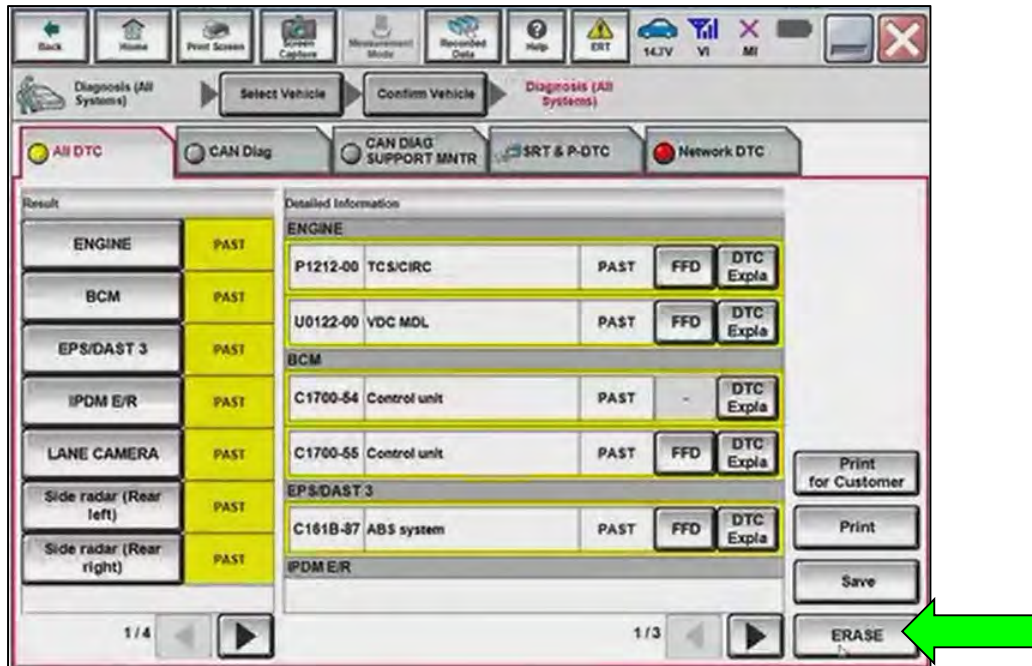 Back
Home
Print Screen
Screen
Capture
Measurement
Mode
Recorded
Data
Help
ERT
14.7V
VI
MI
Diagnosis (All
Systems)
Select Vehicle
Confirm Vehicle
Diagnosis (All
Systems)
All DTC
CAN Diag
CAN DIAG
SUPPORT MNTR
SRT & P-DTC
Network DTC
Result
ENGINE PAST
BCM PAST
EPS/DAST 3 PAST
IPDM E/R PAST
LANE CAMERA PAST
Side radar (Rear
left) PAST
Side radar (Rear
right) PAST
1/4
Detailed Information
ENGINE
P1212-00 TCS/CIRC PAST FFD DTC
Expla
U0122-00 VDC MDL PAST FFD DTC
Expla
BCM
C1700-54 Control unit PAST - DTC
Expla
C1700-55 Control unit PAST FFD DTC
Expla
EPS/DAST 3
C161B-87 ABS system PAST FFD DTC
Expla
IPDM E/R
1/3
Print
for Customer
Print
Save
ERASE